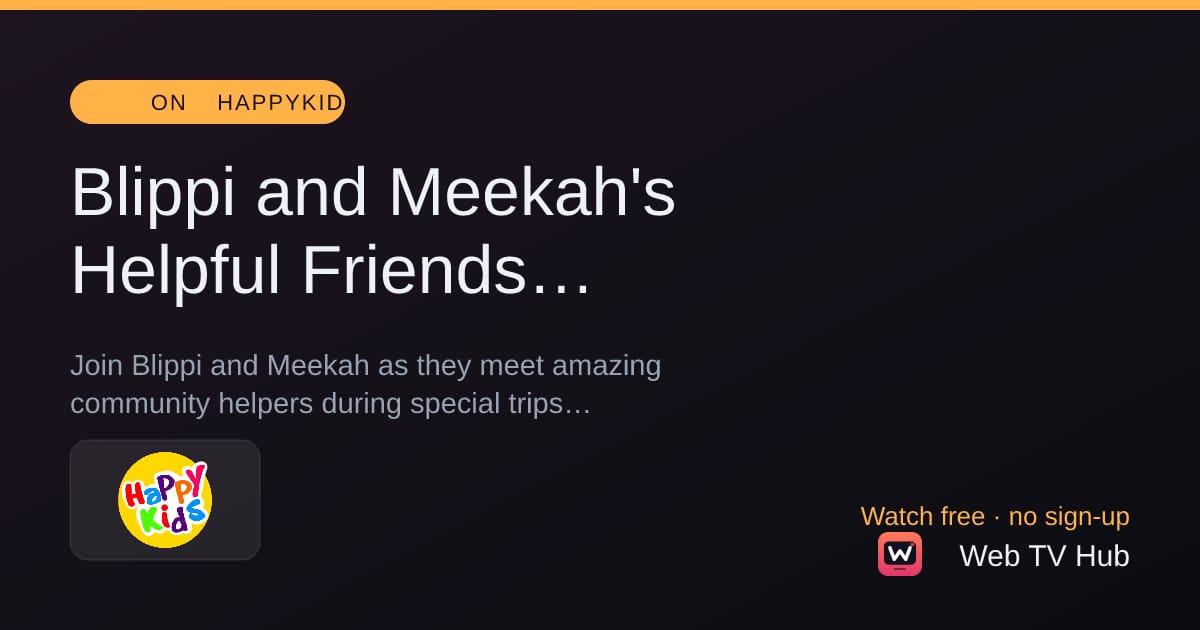 ON HAPPYKID
Blippi and Meekah's
Helpful Friends…
Join Blippi and Meekah as they meet amazing
community helpers during special trips…
HaPPY
KidS
Watch free · no sign-up
W
Web TV Hub